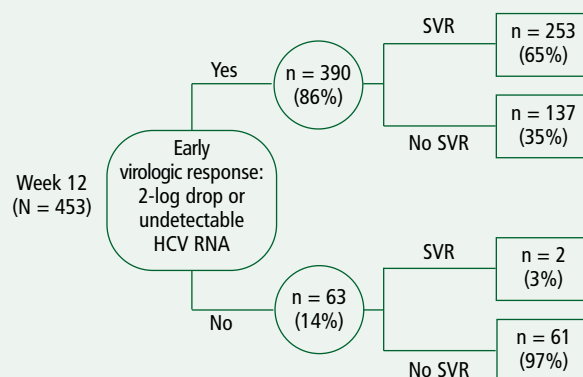 SVR
n = 253
(65%)
Yes
n = 390
(86%)
No SVR
n = 137
(35%)
Week 12
(N = 453)
Early
virologic response:
2-log drop or
undetectable
HCV RNA
SVR
n = 2
(3%)
No
n = 63
(14%)
No SVR
n = 61
(97%)